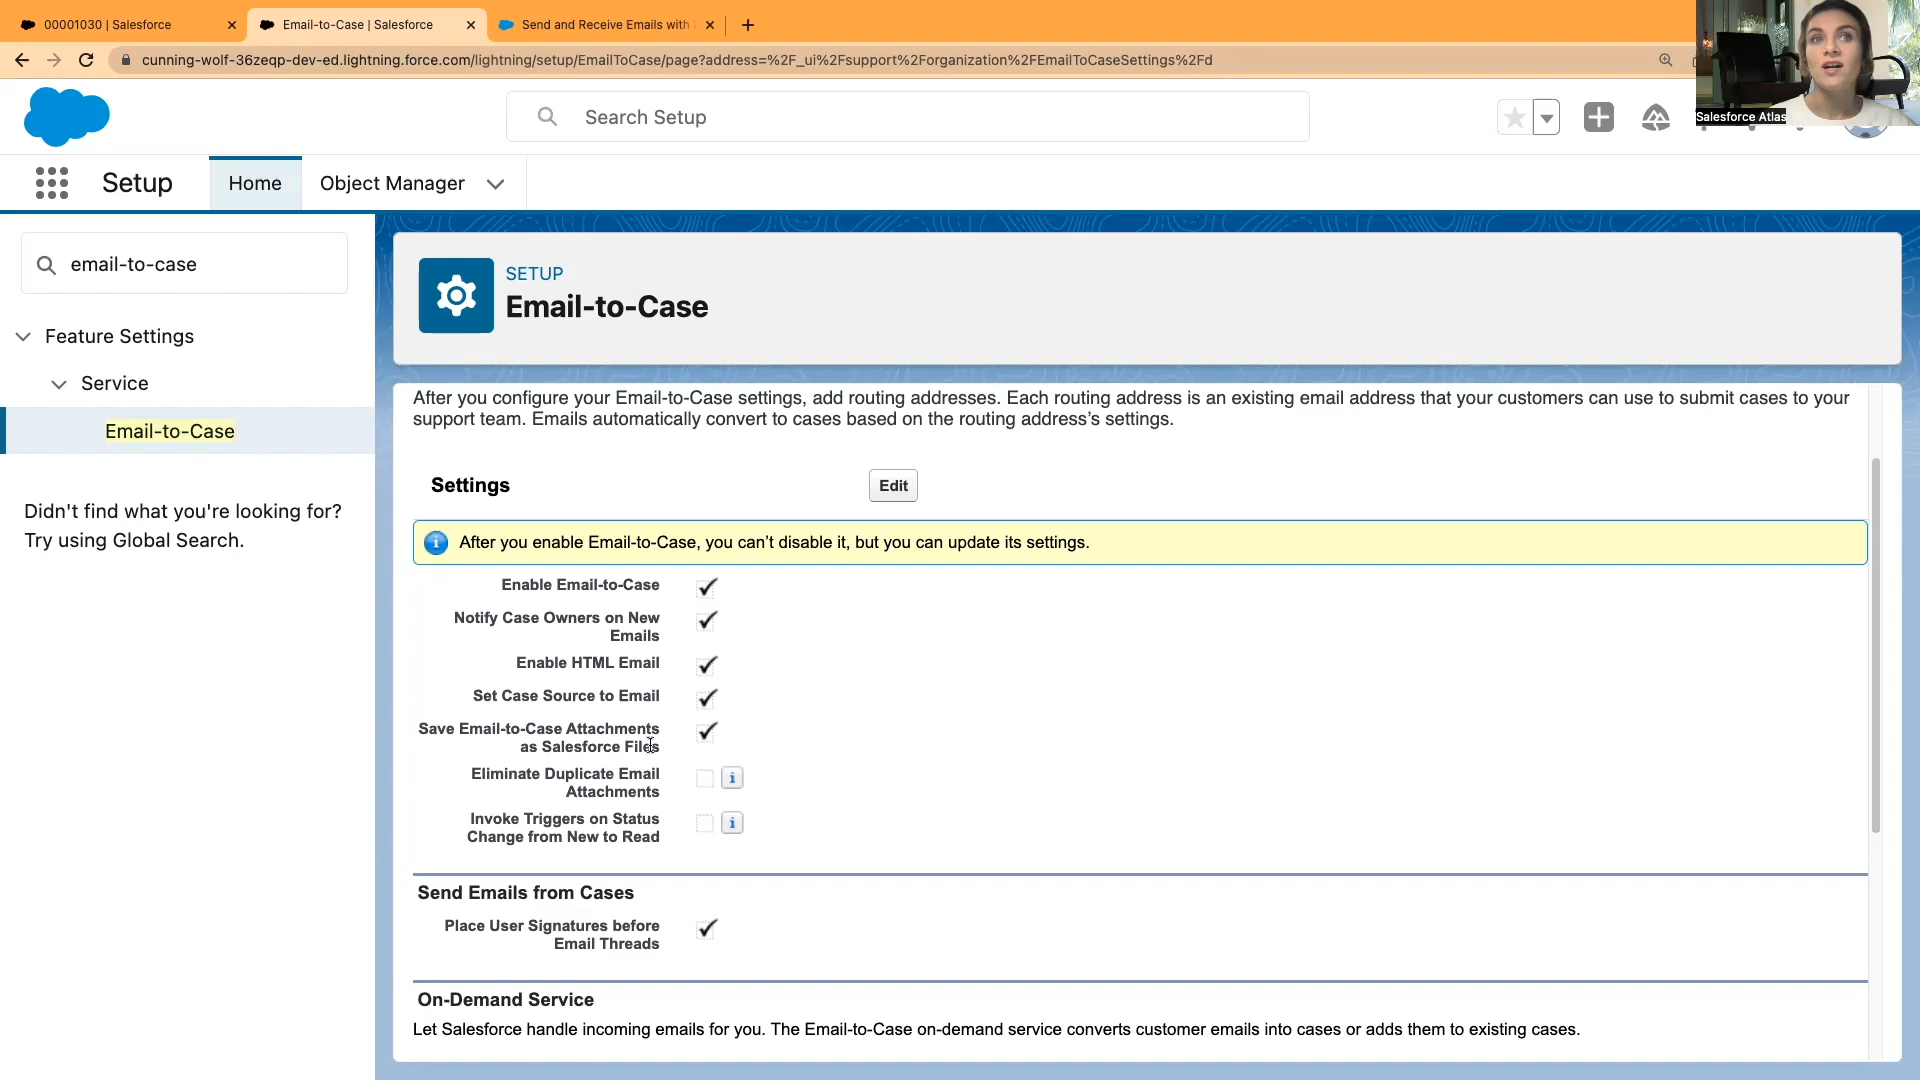 00001030 | Salesforce
Email-to-Case | Salesforce
Send and Receive Emails with
cunning-wolf-36zeqp-dev-ed.lightning.force.com/lightning/setup/EmailToCase/page?address=%2F_ui%2Fsupport%2Forganization%2FEmailToCaseSettings%2Fd
Search Setup
Salesforce Atlas
Setup
Home
Object Manager
email-to-case
Feature Settings
Service
Email-to-Case
Didn't find what you're looking for?
Try using Global Search.
SETUP
Email-to-Case
After you configure your Email-to-Case settings, add routing addresses. Each routing address is an existing email address that your customers can use to submit cases to your
support team. Emails automatically convert to cases based on the routing address's settings.
Settings
Edit
After you enable Email-to-Case, you can't disable it, but you can update its settings.
Enable Email-to-Case
Notify Case Owners on New
Emails
Enable HTML Email
Set Case Source to Email
Save Email-to-Case Attachments
as Salesforce Files
Eliminate Duplicate Email
Attachments
Invoke Triggers on Status
Change from New to Read
Send Emails from Cases
Place User Signatures before
Email Threads
On-Demand Service
Let Salesforce handle incoming emails for you. The Email-to-Case on-demand service converts customer emails into cases or adds them to existing cases.